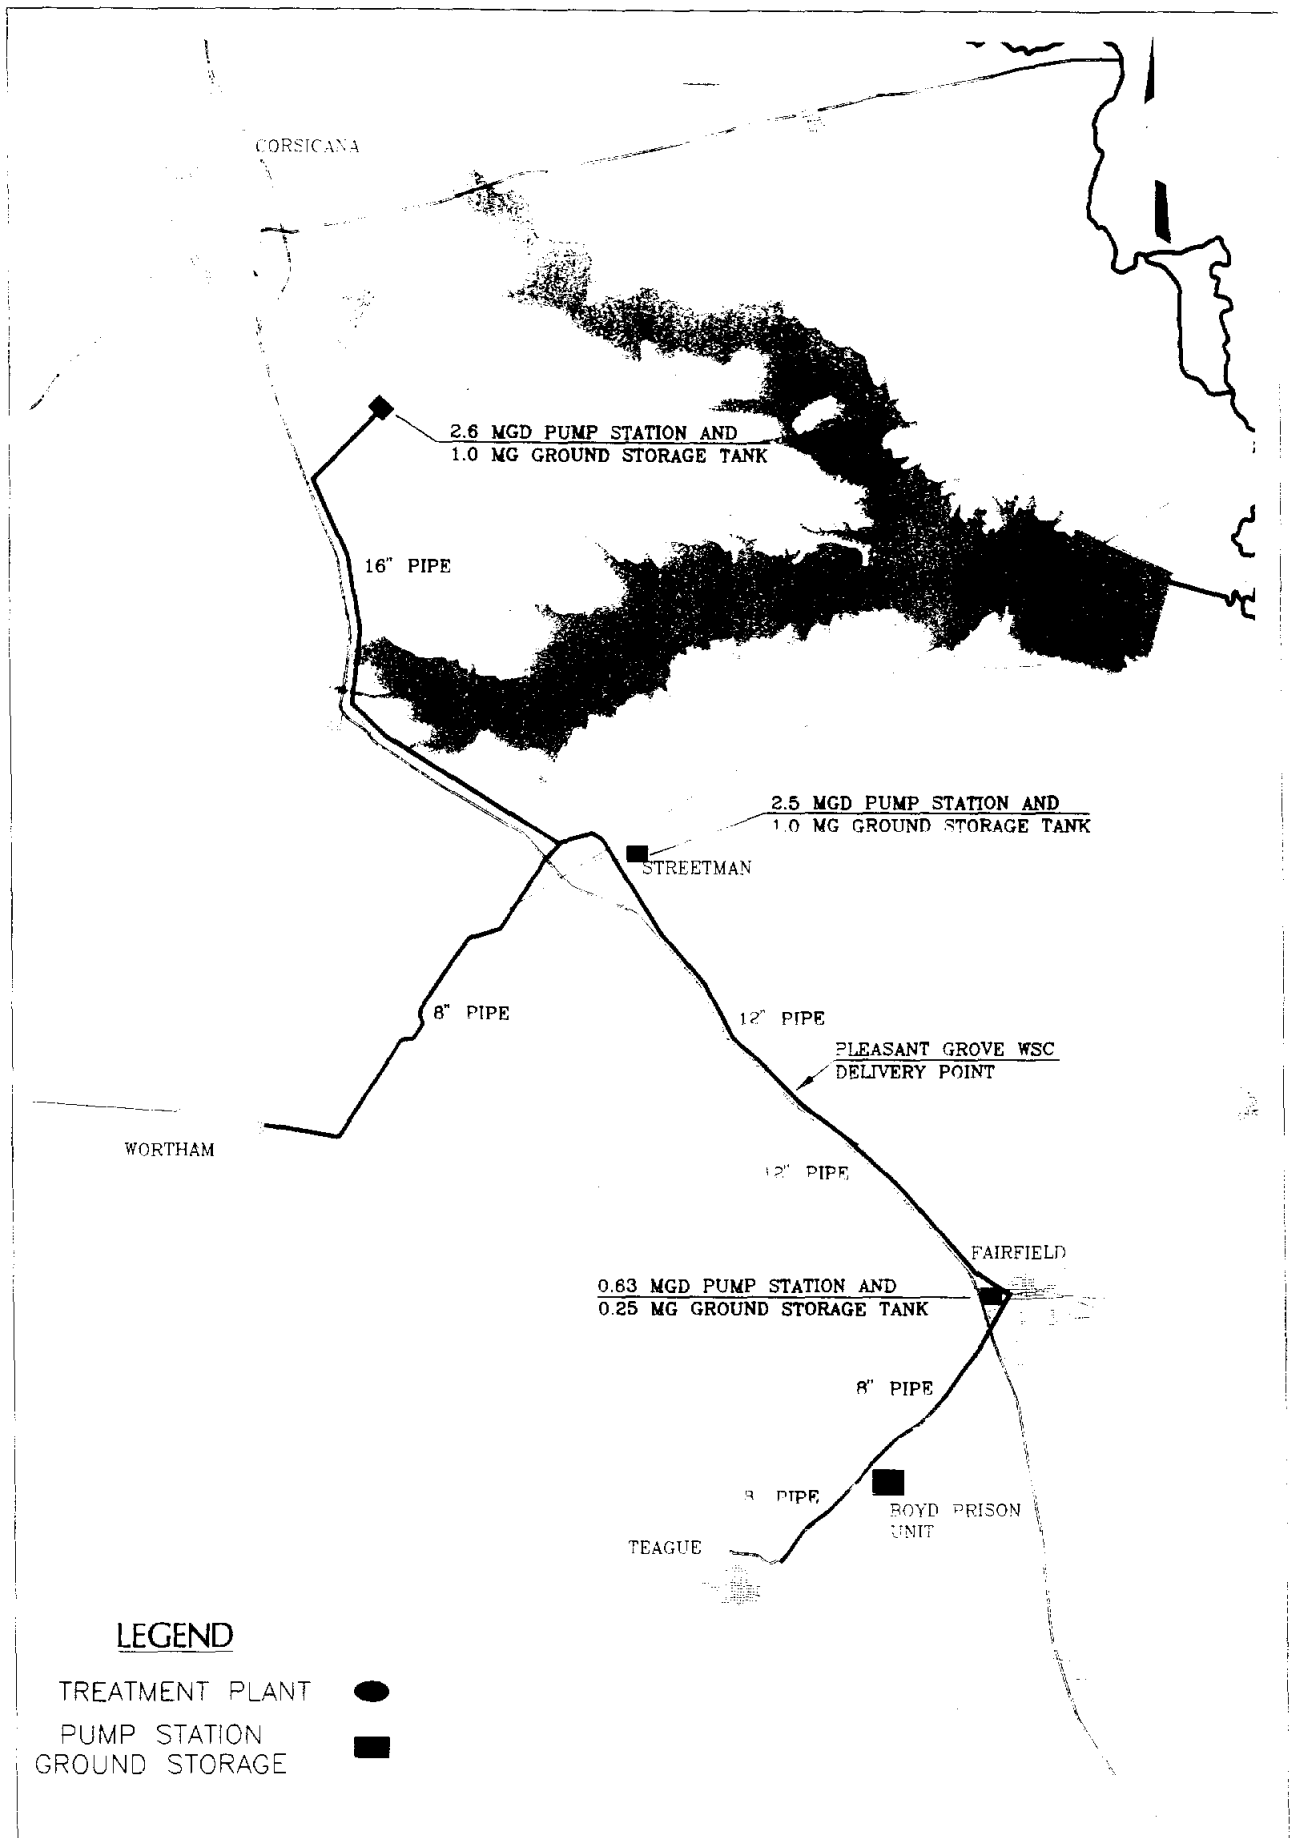 CORSICANA
2.6 MGD PUMP STATION AND
1.0 MG GROUND STORAGE TANK
16" PIPE
2.5 MGD PUMP STATION AND
1.0 MG GROUND STORAGE TANK
STREETMAN
8" PIPE
12" PIPE
PLEASANT GROVE WSC
DELIVERY POINT
WORTHAM
12" PIPE
FAIRFIELD
0.63 MGD PUMP STATION AND
0.25 MG GROUND STORAGE TANK
8" PIPE
8 PIPE
BOYD PRISON
UNIT
TEAGUE
LEGEND
TREATMENT PLANT
PUMP STATION
GROUND STORAGE